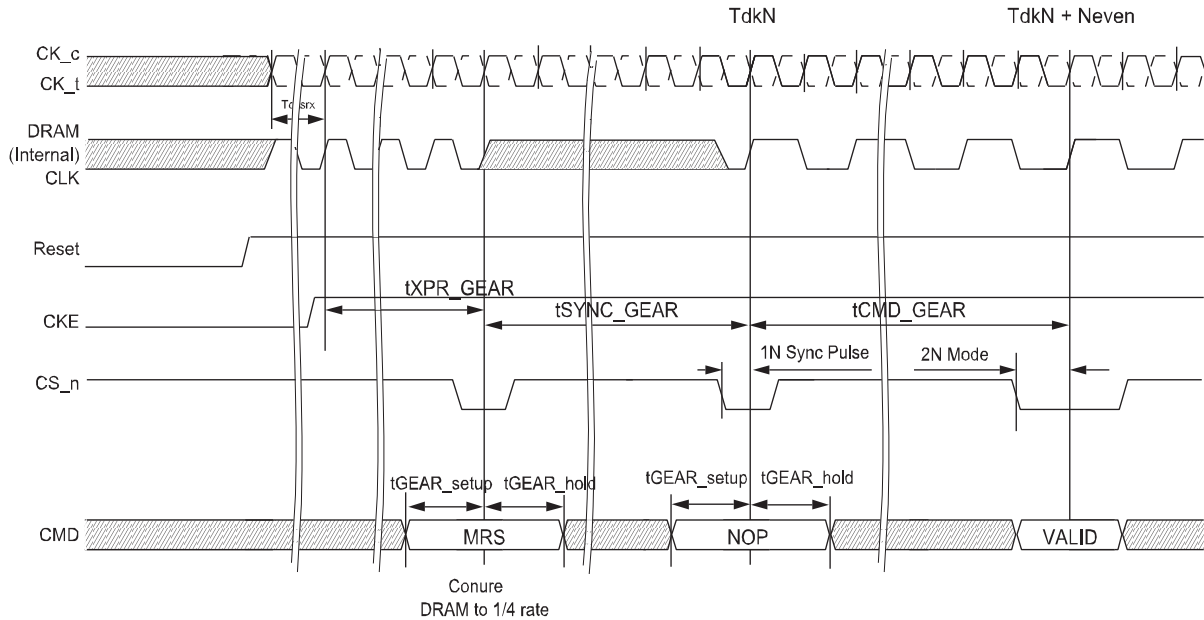 TdkN
TdkN + Neven
CK_c
CK_t
DRAM
(Internal)
CLK
Reset
tXPR_GEAR
CKE
tSYNC_GEAR
tCMD_GEAR
1N Sync Pulse
2N Mode
CS_n
tGEAR_setup
tGEAR_hold
tGEAR_setup
tGEAR_hold
CMD
MRS
NOP
VALID
Conure
DRAM to 1/4 rate